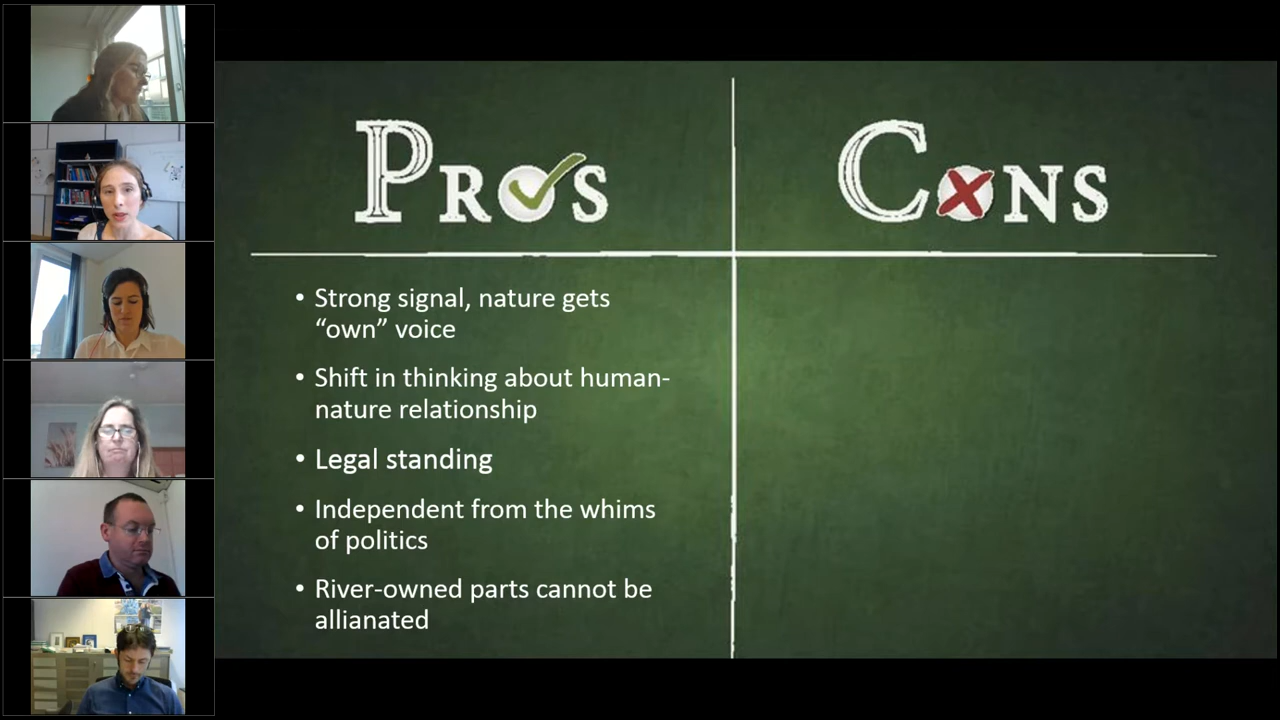 Pros
Cons
• Strong signal, nature gets
“own” voice
• Shift in thinking about human-
nature relationship
• Legal standing
• Independent from the whims
of politics
• River-owned parts cannot be
allianated